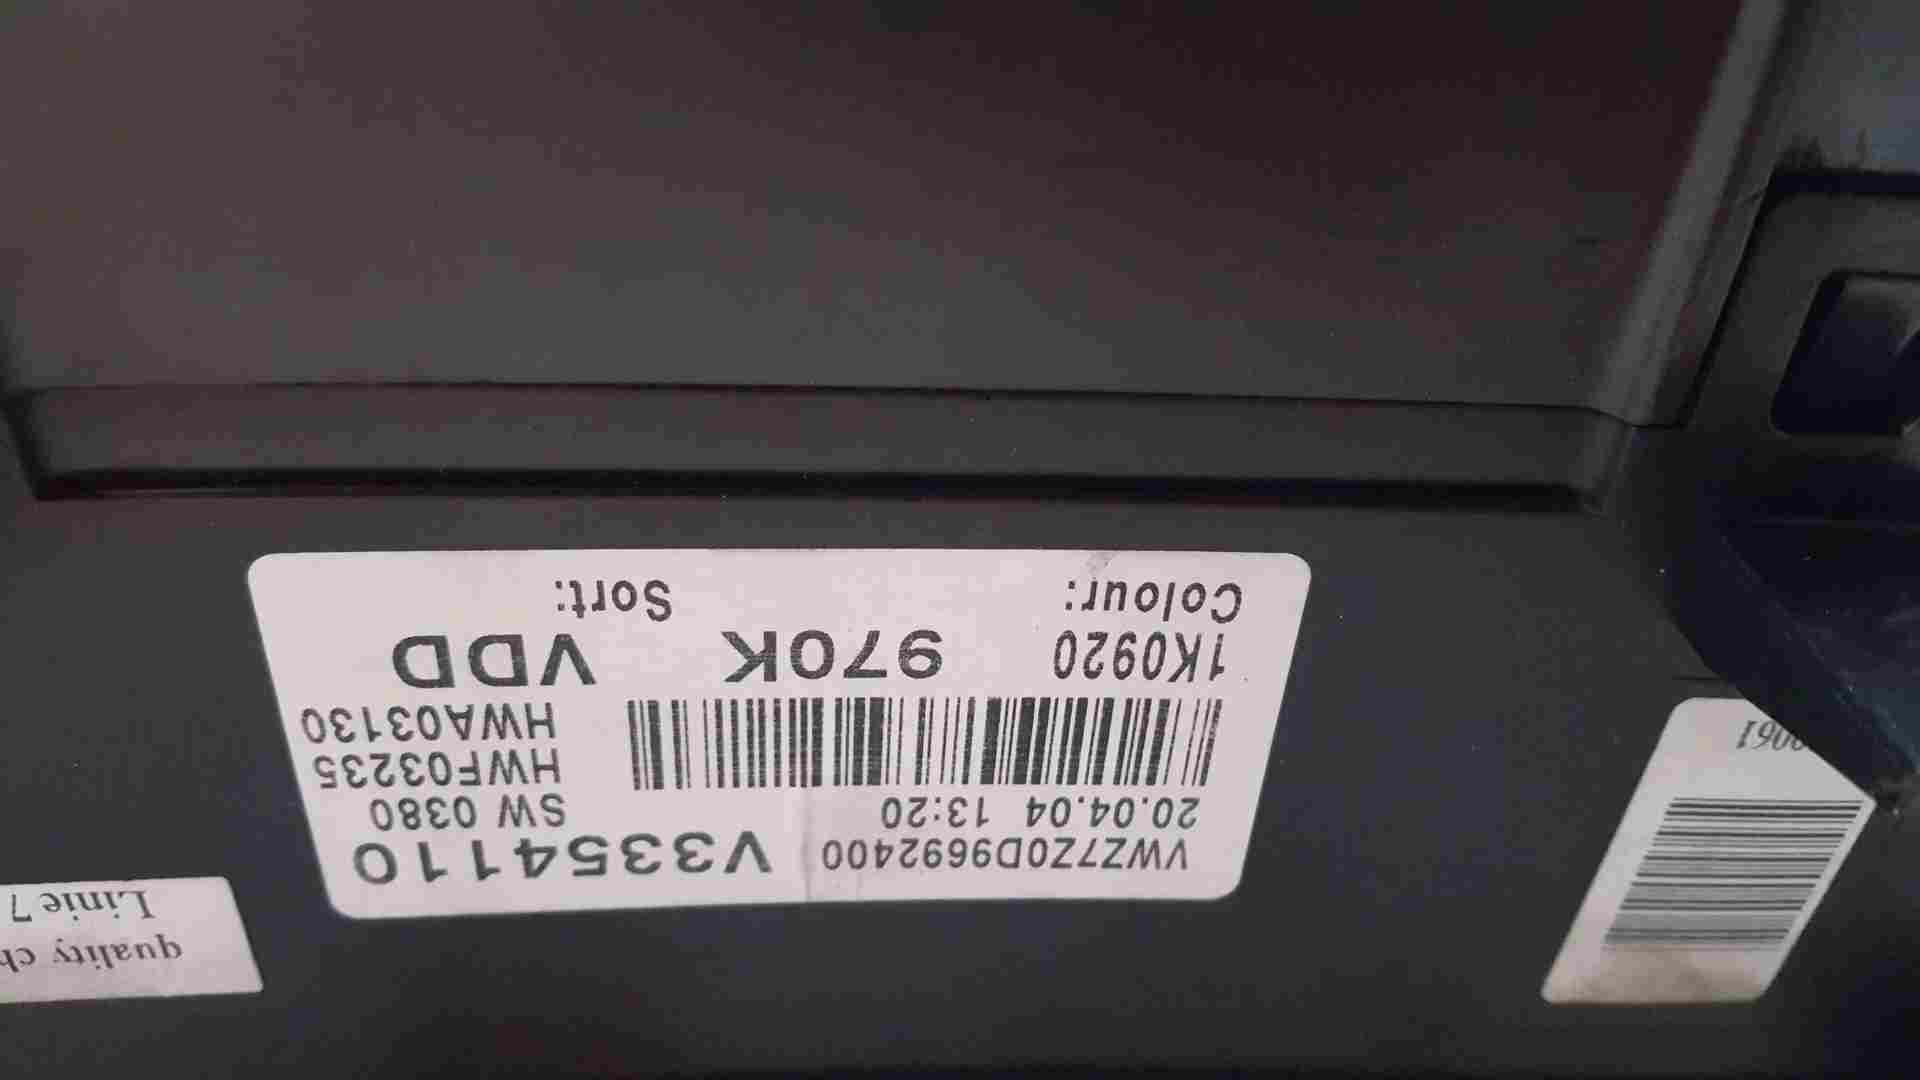 VWZ7Z0D9692400 V3354110
20.04.04 13:20 SW 0380
HWF03235
HWA03130
1K0920 970K VDD
Colour: Sort:
quality ch
Linie 7